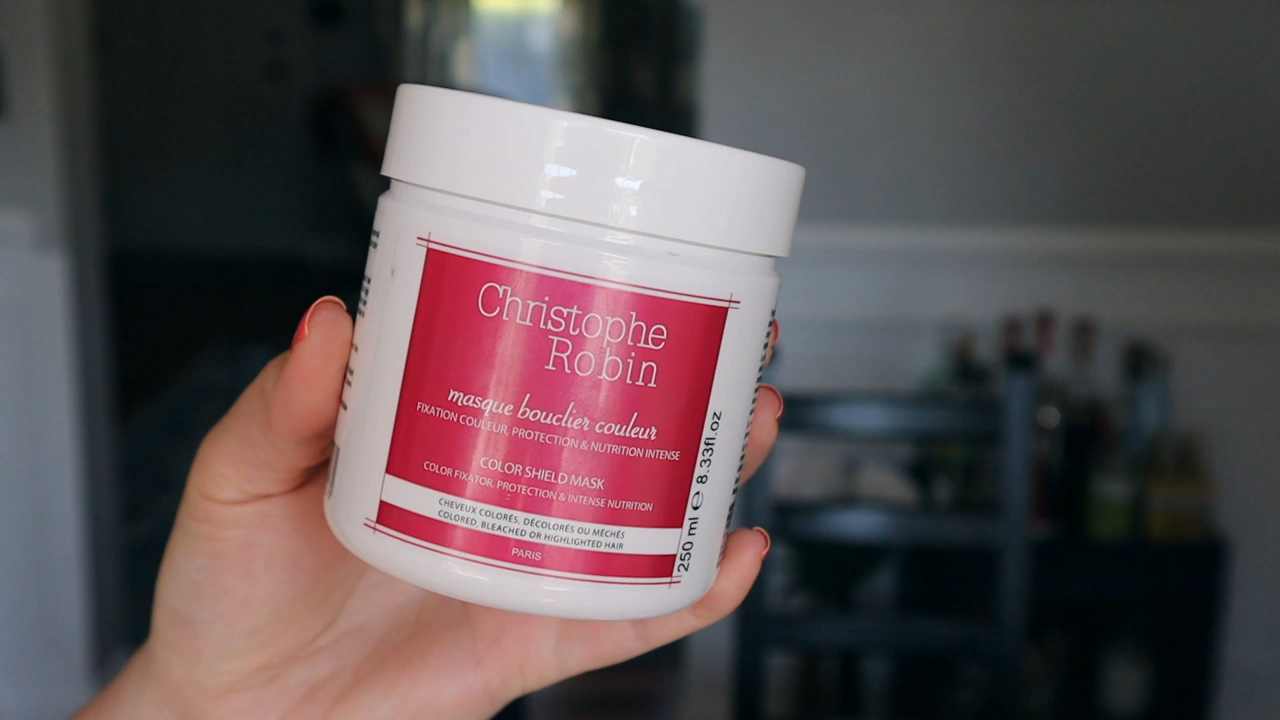 Christophe
Robin
masque bouclier couleur
FIXATION COULEUR, PROTECTION & NUTRITION INTENSE
COLOR SHIELD MASK
COLOR FIXATOR, PROTECTION & INTENSE NUTRITION
CHEVEUX COLORÉS, DÉCOLORÉS OU MÉCHÉS
COLORED, BLEACHED OR HIGHLIGHTED HAIR
PARIS
250 ml e 8.33fl.oz